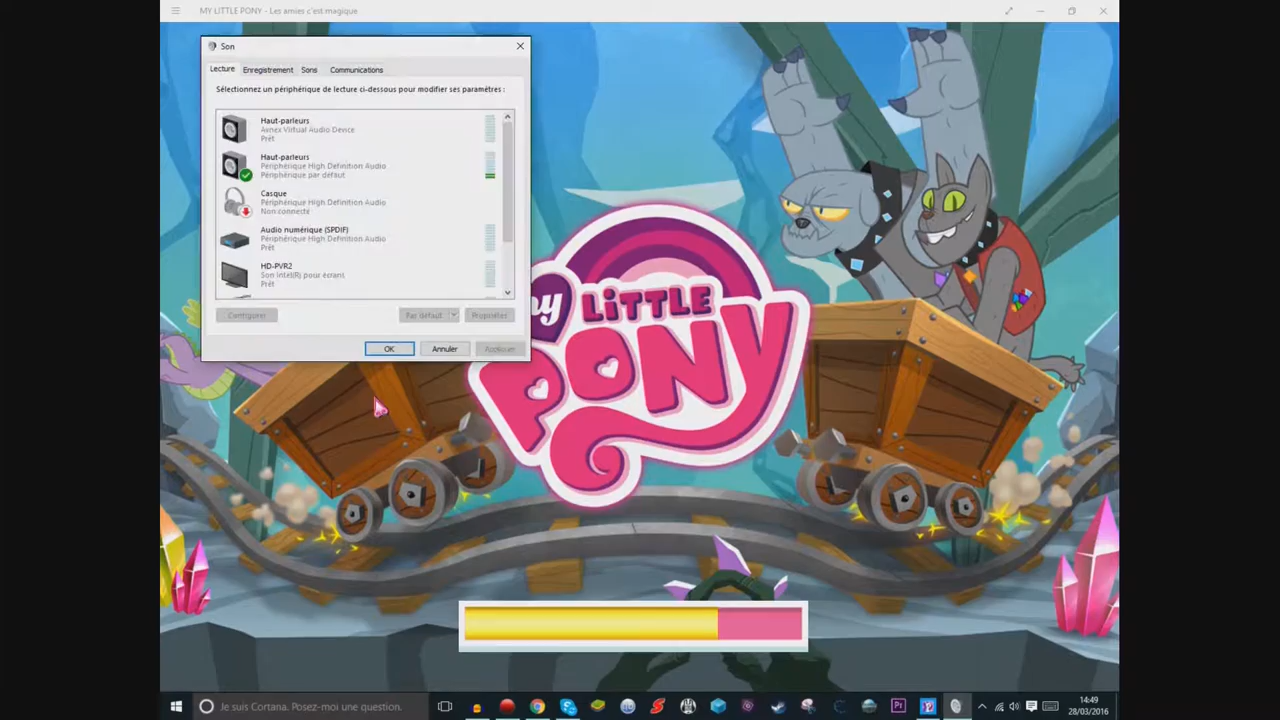 MY LITTLE PONY - Les amies c'est magique
Son
Lecture
Enregistrement
Sons
Communications
Sélectionnez un périphérique de lecture ci-dessous pour modifier ses paramètres :
Haut-parleurs
Avnex Virtual Audio Device
Prêt
Haut-parleurs
Périphérique High Definition Audio
Périphérique par défaut
Casque
Périphérique High Definition Audio
Non connecté
Audio numérique (SPDIF)
Périphérique High Definition Audio
Prêt
HD-PVR2
Son Intel(R) pour écrans
Prêt
Configurer
Par défaut
Propriétés
OK
Annuler
Appliquer
my LiTTLE
PONY
Je suis Cortana. Posez-moi une question.
Pr
14:49
28/03/2016